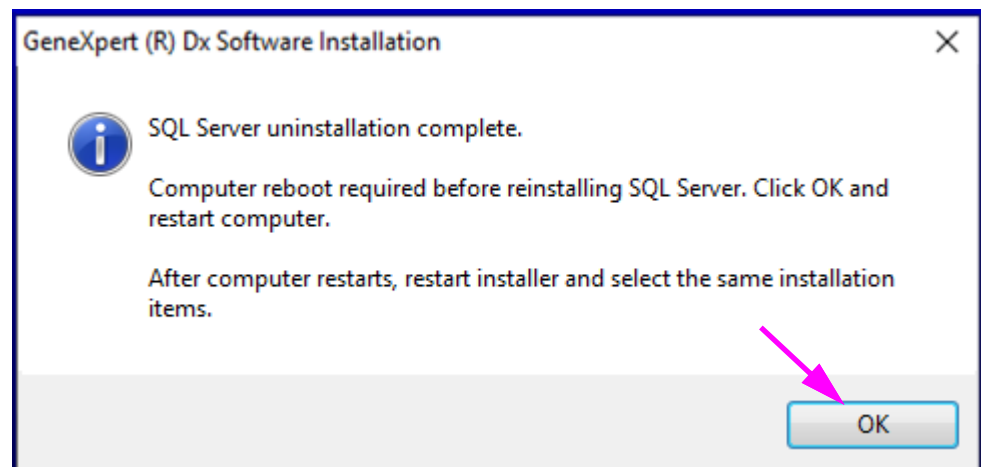 GeneXpert (R) Dx Software Installation
SQL Server uninstallation complete.
Computer reboot required before reinstalling SQL Server. Click OK and
restart computer.
After computer restarts, restart installer and select the same installation
items.
OK